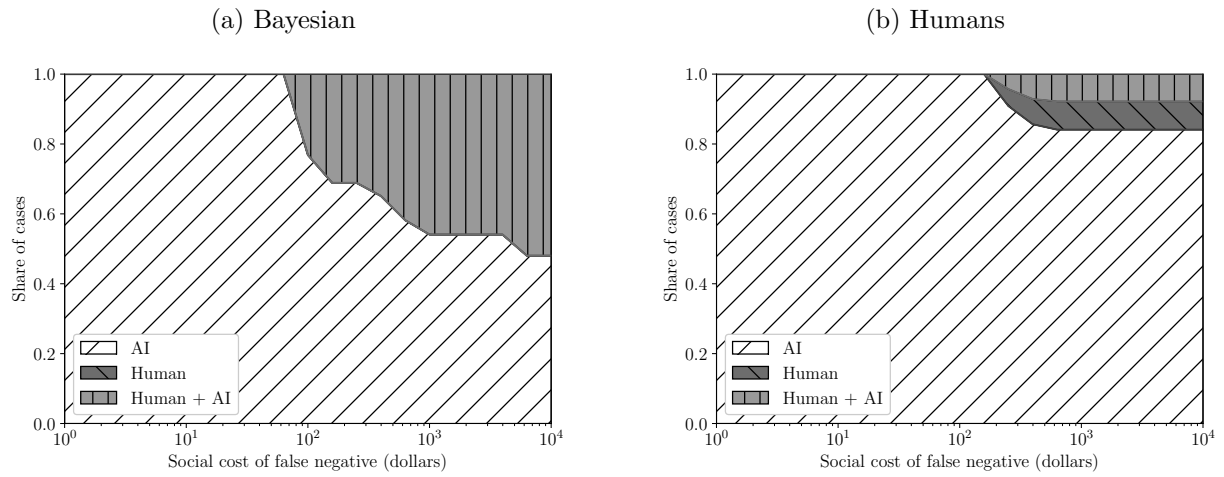 (a) Bayesian
1.0
0.8
0.6
0.4
0.2
0.0
Share of cases
AI
Human
Human + AI
10^0
10^1
10^2
10^3
10^4
Social cost of false negative (dollars)
(b) Humans
1.0
0.8
0.6
0.4
0.2
0.0
Share of cases
AI
Human
Human + AI
10^0
10^1
10^2
10^3
10^4
Social cost of false negative (dollars)